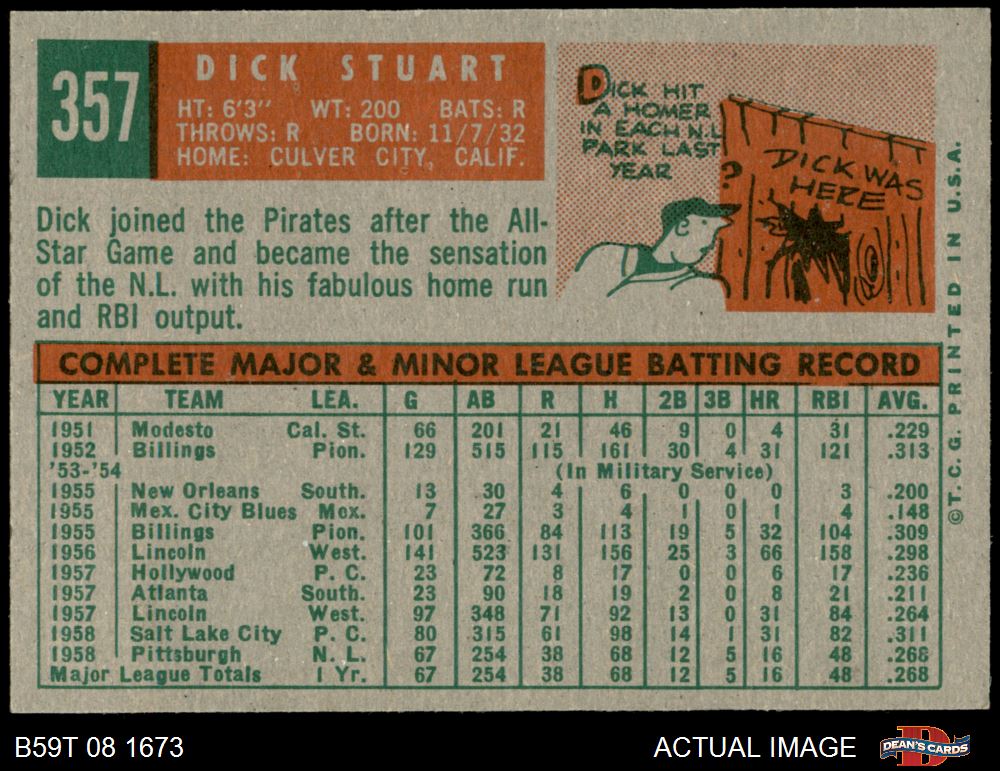 357
DICK STUART
HT: 6'3" WT: 200 BATS: R
THROWS: R BORN: 11/7/32
HOME: CULVER CITY, CALIF.
DICK HIT
A HOMER
IN EACH N.L.
PARK LAST
YEAR
?
DICK WAS
HERE
Dick joined the Pirates after the All-
Star Game and became the sensation
of the N.L. with his fabulous home run
and RBI output.
COMPLETE MAJOR & MINOR LEAGUE BATTING RECORD
YEAR TEAM LEA. G AB R H 2B 3B HR RBI AVG.
1951 Modesto Cal. St. 66 201 21 46 9 0 4 31 .229
1952 Billings Pion. 129 515 115 161 30 4 31 121 .313
'53-'54 (In Military Service)
1955 New Orleans South. 13 30 4 6 0 0 0 3 .200
1955 Mex. City Blues Mex. 7 27 3 4 1 0 1 4 .148
1955 Billings Pion. 101 366 84 113 19 5 32 104 .309
1956 Lincoln West. 141 523 131 156 25 3 66 158 .298
1957 Hollywood P. C. 23 72 8 17 0 0 6 17 .236
1957 Atlanta South. 23 90 18 19 2 0 8 21 .211
1957 Lincoln West. 97 348 71 92 13 0 31 84 .264
1958 Salt Lake City P. C. 80 315 61 98 14 1 31 82 .311
1958 Pittsburgh N. L. 67 254 38 68 12 5 16 48 .268
Major League Totals 1 Yr. 67 254 38 68 12 5 16 48 .268
©T.C.G. PRINTED IN U.S.A.
B59T 08 1673
ACTUAL IMAGE
D
DEAN'S CARDS